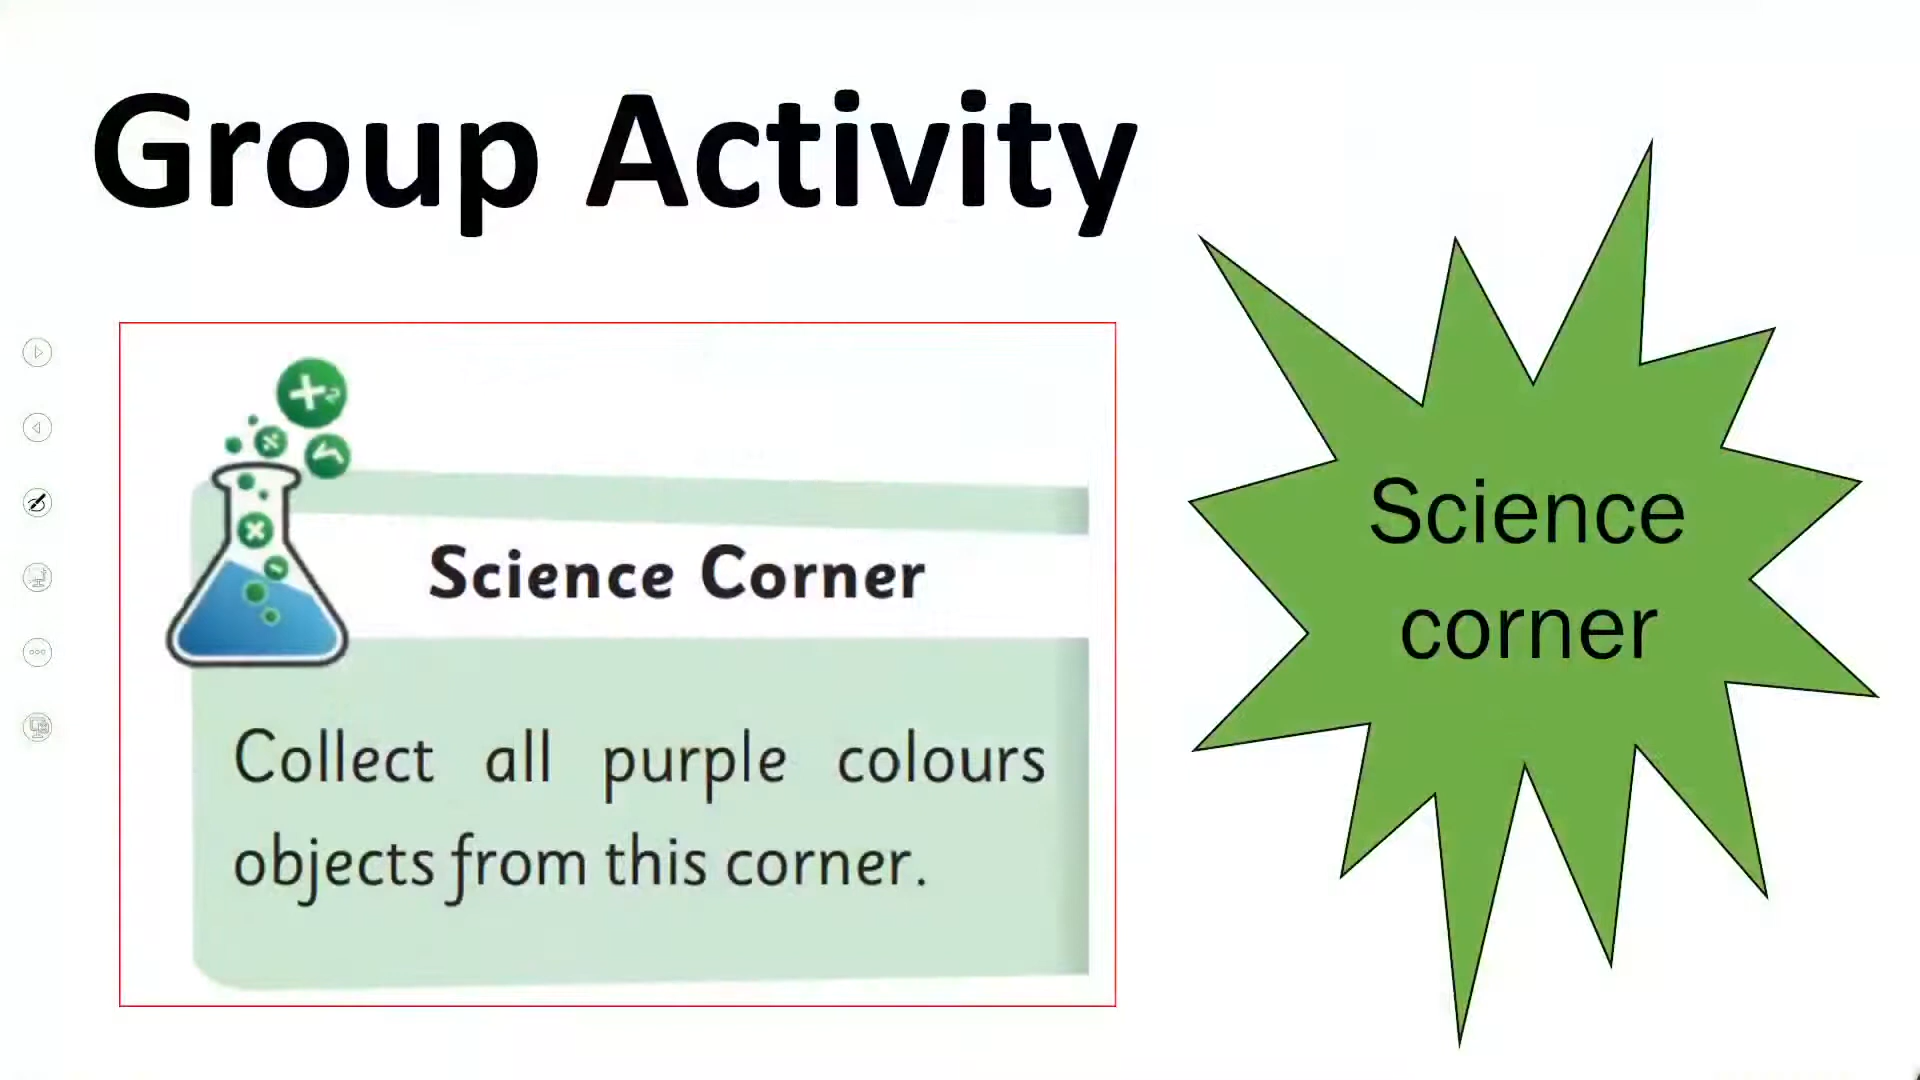 Group Activity
Science Corner
Collect all purple colours
objects from this corner.
Science
corner